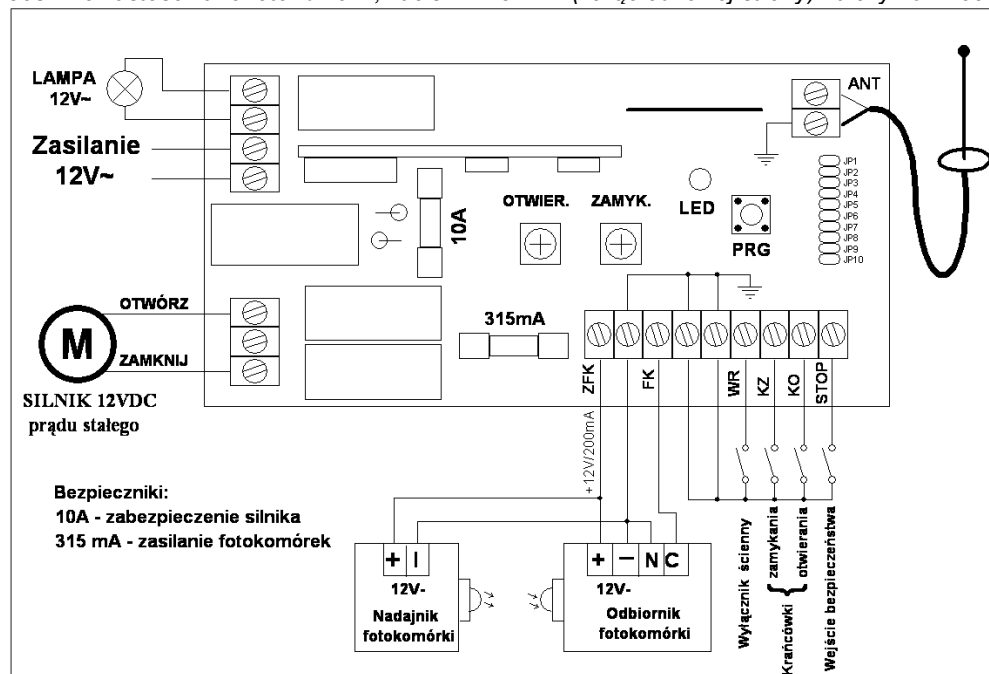 LAMPA
12V~
Zasilanie
12V~
ANT
JP1
JP2
JP3
JP4
JP5
JP6
JP7
JP8
JP9
JP10
10A
OTWIER.
ZAMYK.
LED
PRG
OTWÓRZ
M
ZAMKNIJ
SILNIK 12VDC
prądu stałego
315mA
ZFK
FK
WR
KZ
KO
STOP
+12V/200mA
Bezpieczniki:
10A - zabezpieczenie silnika
315 mA - zasilanie fotokomórek
+ –
12V-
Nadajnik
fotokomórki
+ – N C
12V-
Odbiornik
fotokomórki
Wyłącznik ścienny
Krańcówki
zamykania
otwierania
Wejście bezpieczeństwa